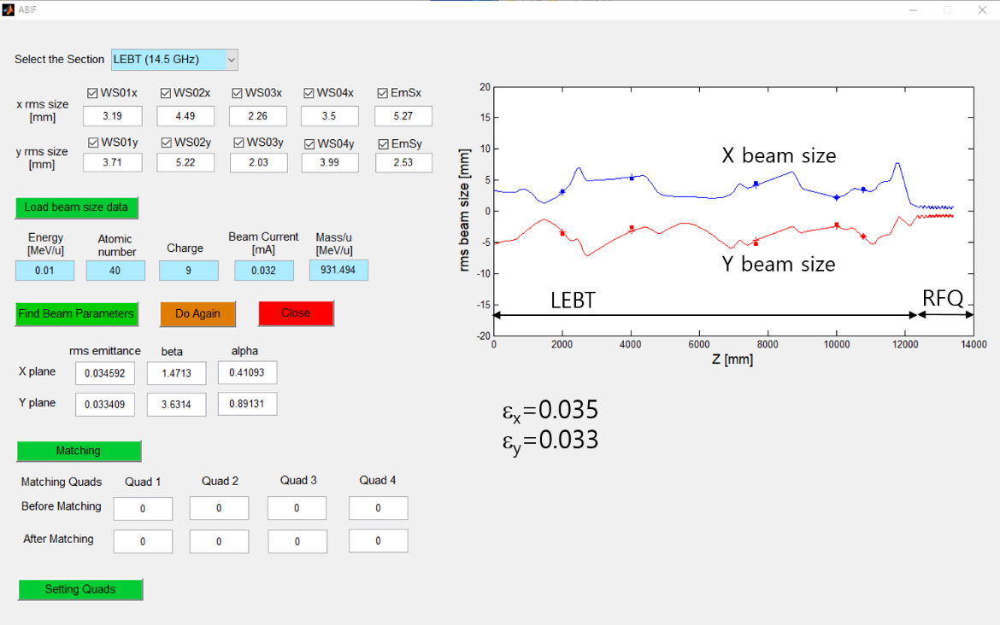 ABIF
Select the Section LEBT (14.5 GHz)
WS01x WS02x WS03x WS04x EmSx
x rms size
[mm]
3.19 4.49 2.26 3.5 5.27
WS01y WS02y WS03y WS04y EmSy
y rms size
[mm]
3.71 5.22 2.03 3.99 2.53
Load beam size data
Energy
[MeV/u]
Atomic
number
Charge
Beam Current
[mA]
Mass/u
[MeV/u]
0.01 40 9 0.032 931.494
Find Beam Parameters Do Again Close
rms emittance beta alpha
X plane 0.034592 1.4713 0.41093
Y plane 0.033409 3.6314 0.89131
Matching
Matching Quads Quad 1 Quad 2 Quad 3 Quad 4
Before Matching 0 0 0 0
After Matching 0 0 0 0
Setting Quads
rms beam size [mm]
20
15
10
5
0
-5
-10
-15
-20
X beam size
Y beam size
LEBT
RFQ
0 2000 4000 6000 8000 10000 12000 14000
Z [mm]
εx=0.035
εy=0.033